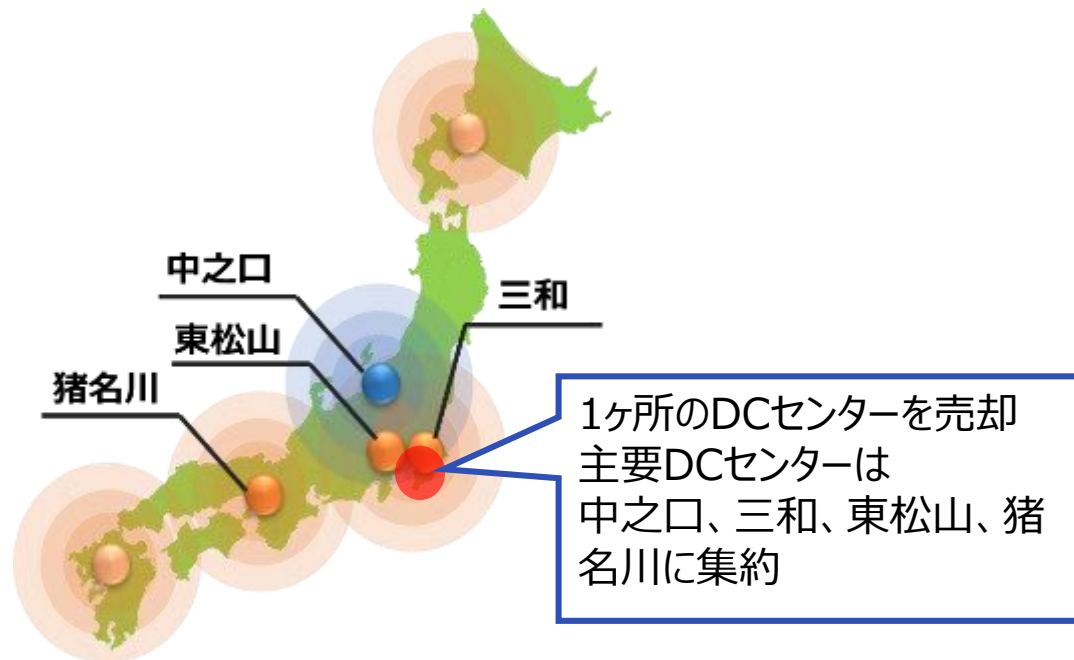 中之口
三和
東松山
猪名川
1ヶ所のDCセンターを売却
主要DCセンターは
中之口、三和、東松山、猪
名川に集約